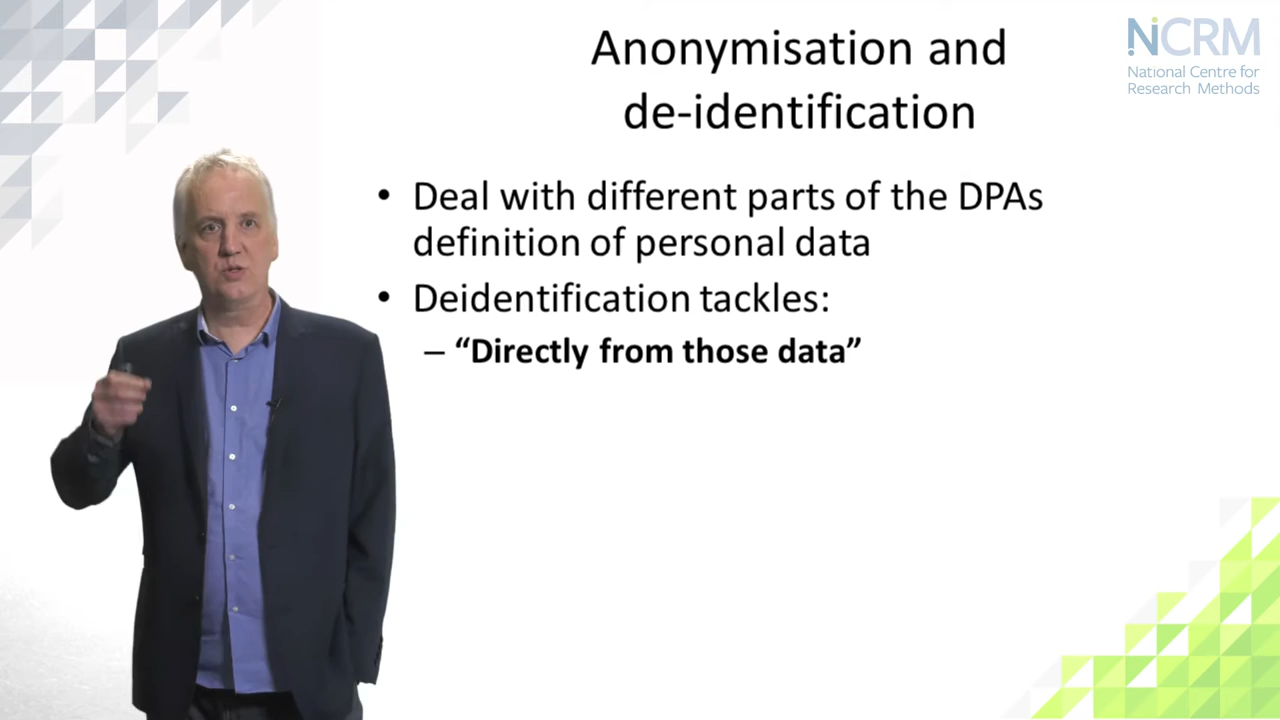 Anonymisation and
de-identification
NCRM
National Centre for
Research Methods
• Deal with different parts of the DPAs
definition of personal data
• Deidentification tackles:
– “Directly from those data”